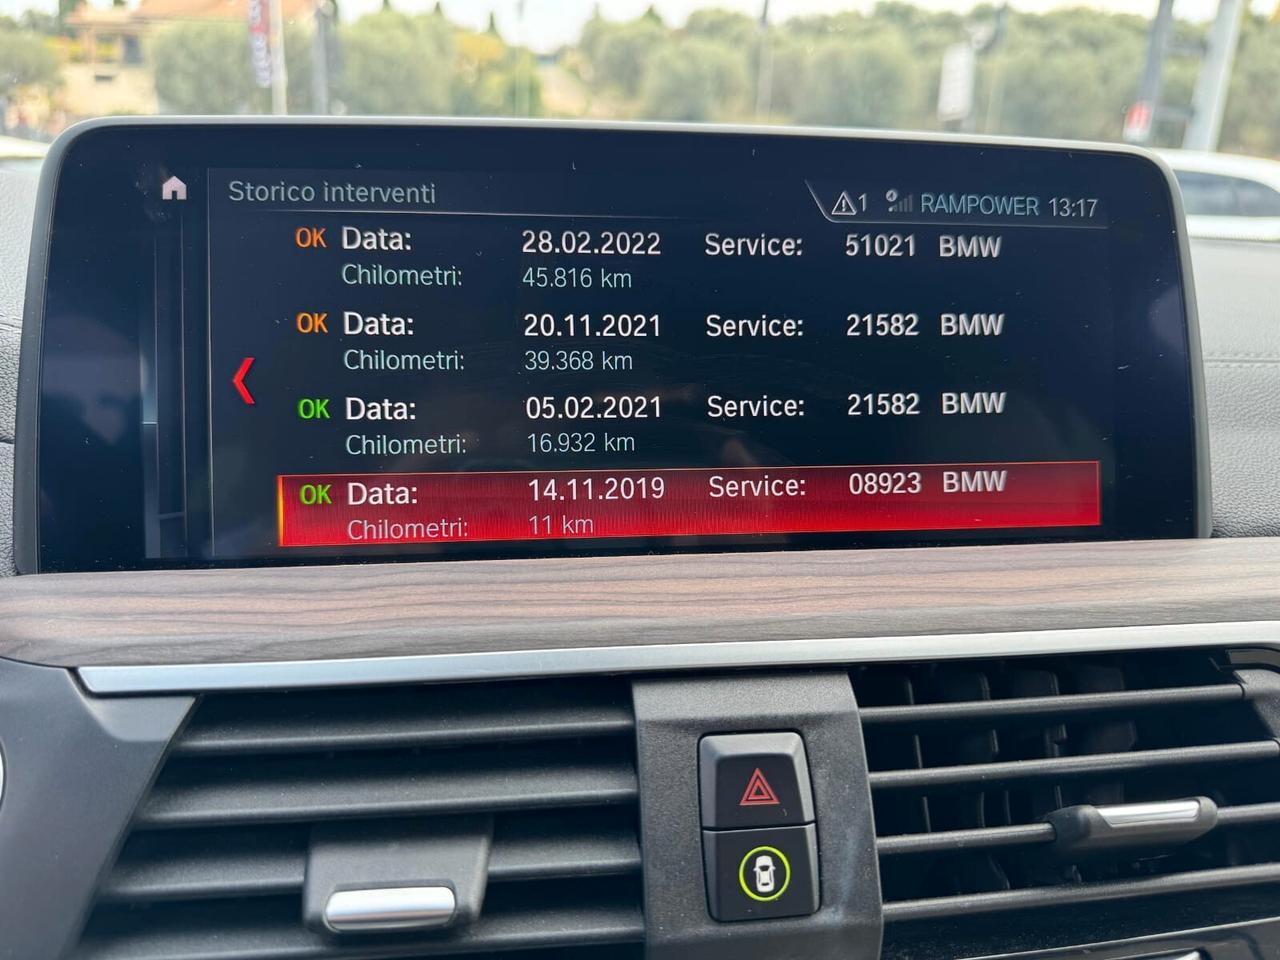 Storico interventi
1 RAMPOWER 13:17
OK Data: 28.02.2022 Service: 51021 BMW
Chilometri: 45.816 km
OK Data: 20.11.2021 Service: 21582 BMW
Chilometri: 39.368 km
OK Data: 05.02.2021 Service: 21582 BMW
Chilometri: 16.932 km
OK Data: 14.11.2019 Service: 08923 BMW
Chilometri: 11 km